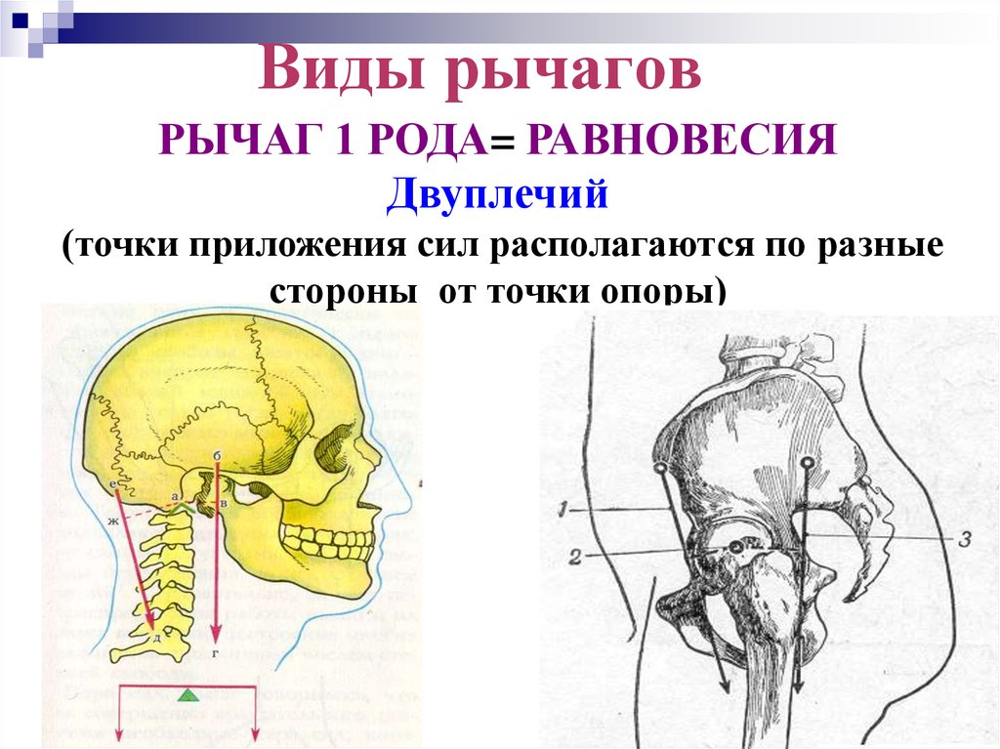 Виды рычагов
РЫЧАГ 1 РОДА= РАВНОВЕСИЯ
Двуплечий
(точки приложения сил располагаются по разные
стороны от точки опоры)
б
е
а
в
ж
д
г
1
2
3